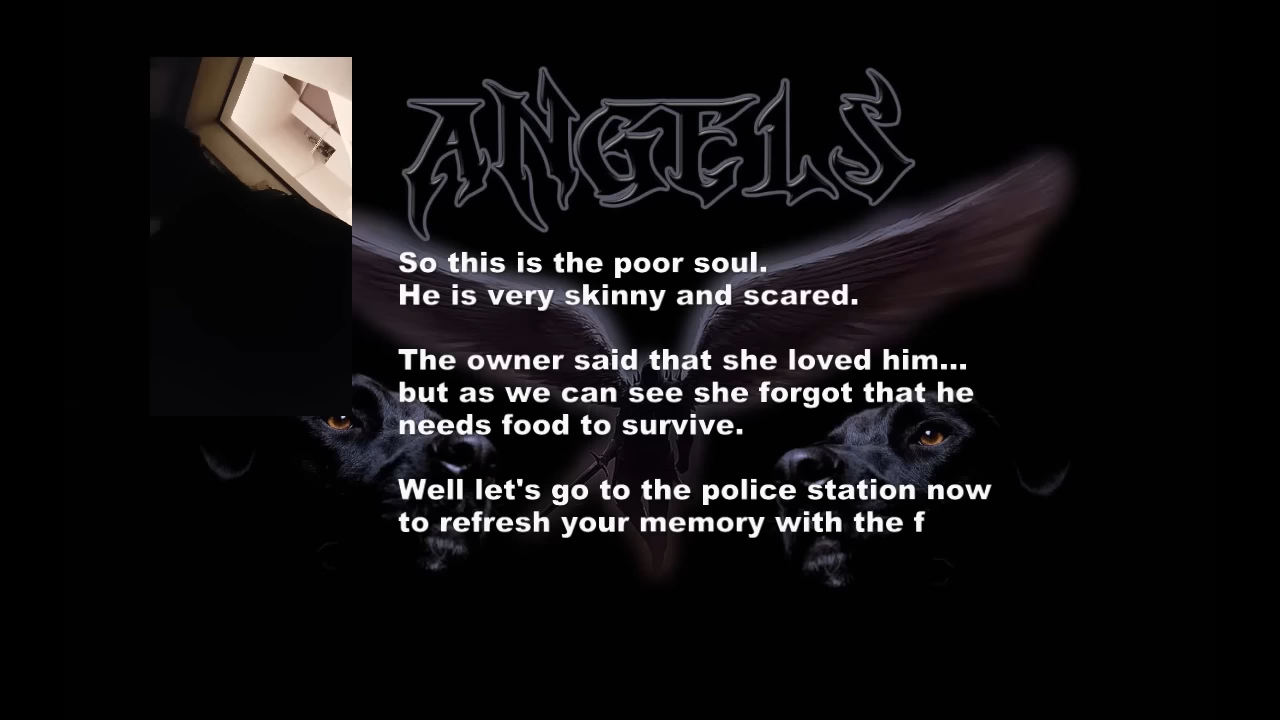 ANGELS
So this is the poor soul.
He is very skinny and scared.
The owner said that she loved him...
but as we can see she forgot that he
needs food to survive.
Well let's go to the police station now
to refresh your memory with the f